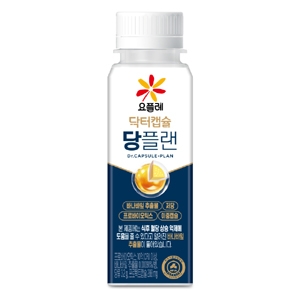 요플레
닥터캡슐
당플랜
DR.CAPSULE-PLAN
바나바잎 추출물
저당
프로바이오틱스
이중캡슐
본 제품에는 식후 혈당 상승 억제에
도움을 줄 수 있다고 알려진 바나바잎
추출물이 들어있습니다.